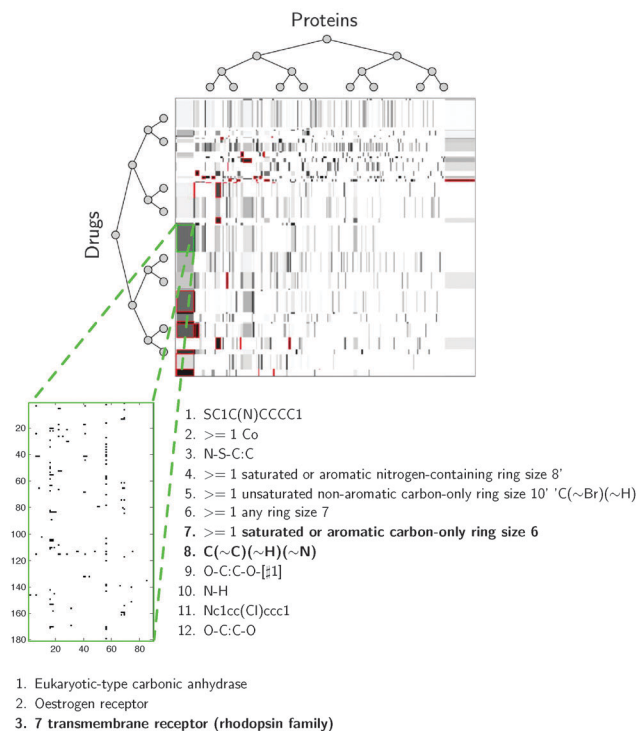 Proteins
Drugs
20
40
60
80
100
120
140
160
180
20 40 60 80
1. SC1C(N)CCCC1
2. >= 1 Co
3. N-S-C:C
4. >= 1 saturated or aromatic nitrogen-containing ring size 8'
5. >= 1 unsaturated non-aromatic carbon-only ring size 10' 'C(~Br)(~H)
6. >= 1 any ring size 7
7. >= 1 saturated or aromatic carbon-only ring size 6
8. C(~C)(~H)(~N)
9. O-C:C-O-[♯1]
10. N-H
11. Nc1cc(Cl)ccc1
12. O-C:C-O
1. Eukaryotic-type carbonic anhydrase
2. Oestrogen receptor
3. 7 transmembrane receptor (rhodopsin family)